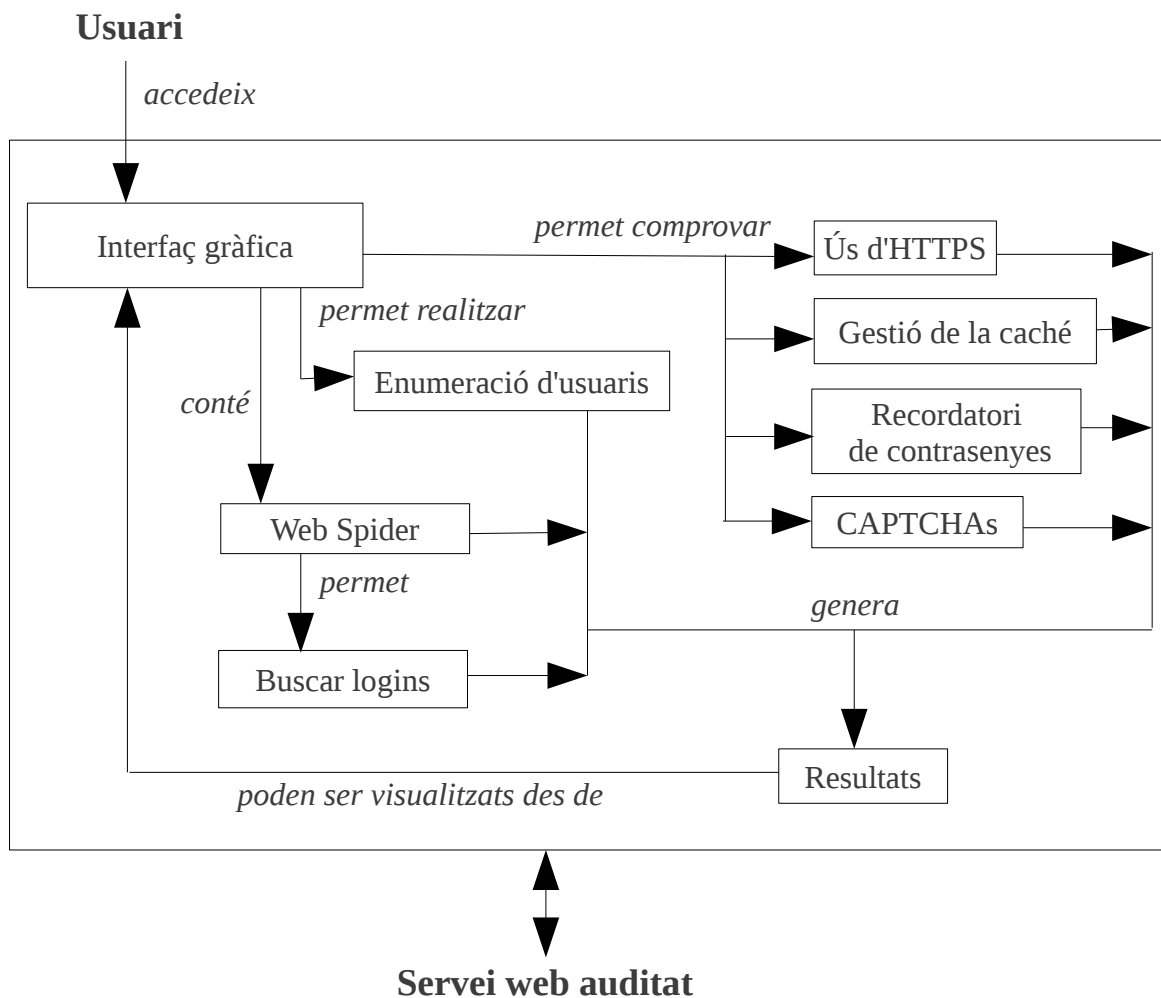 Usuari
accedeix
Interfaç gràfica
permet comprovar
Ús d'HTTPS
permet realitzar
Gestió de la caché
Enumeració d'usuaris
conté
Recordatori
de contrasenyes
Web Spider
CAPTCHAs
permet
genera
Buscar logins
Resultats
poden ser visualitzats des de
Servei web auditat